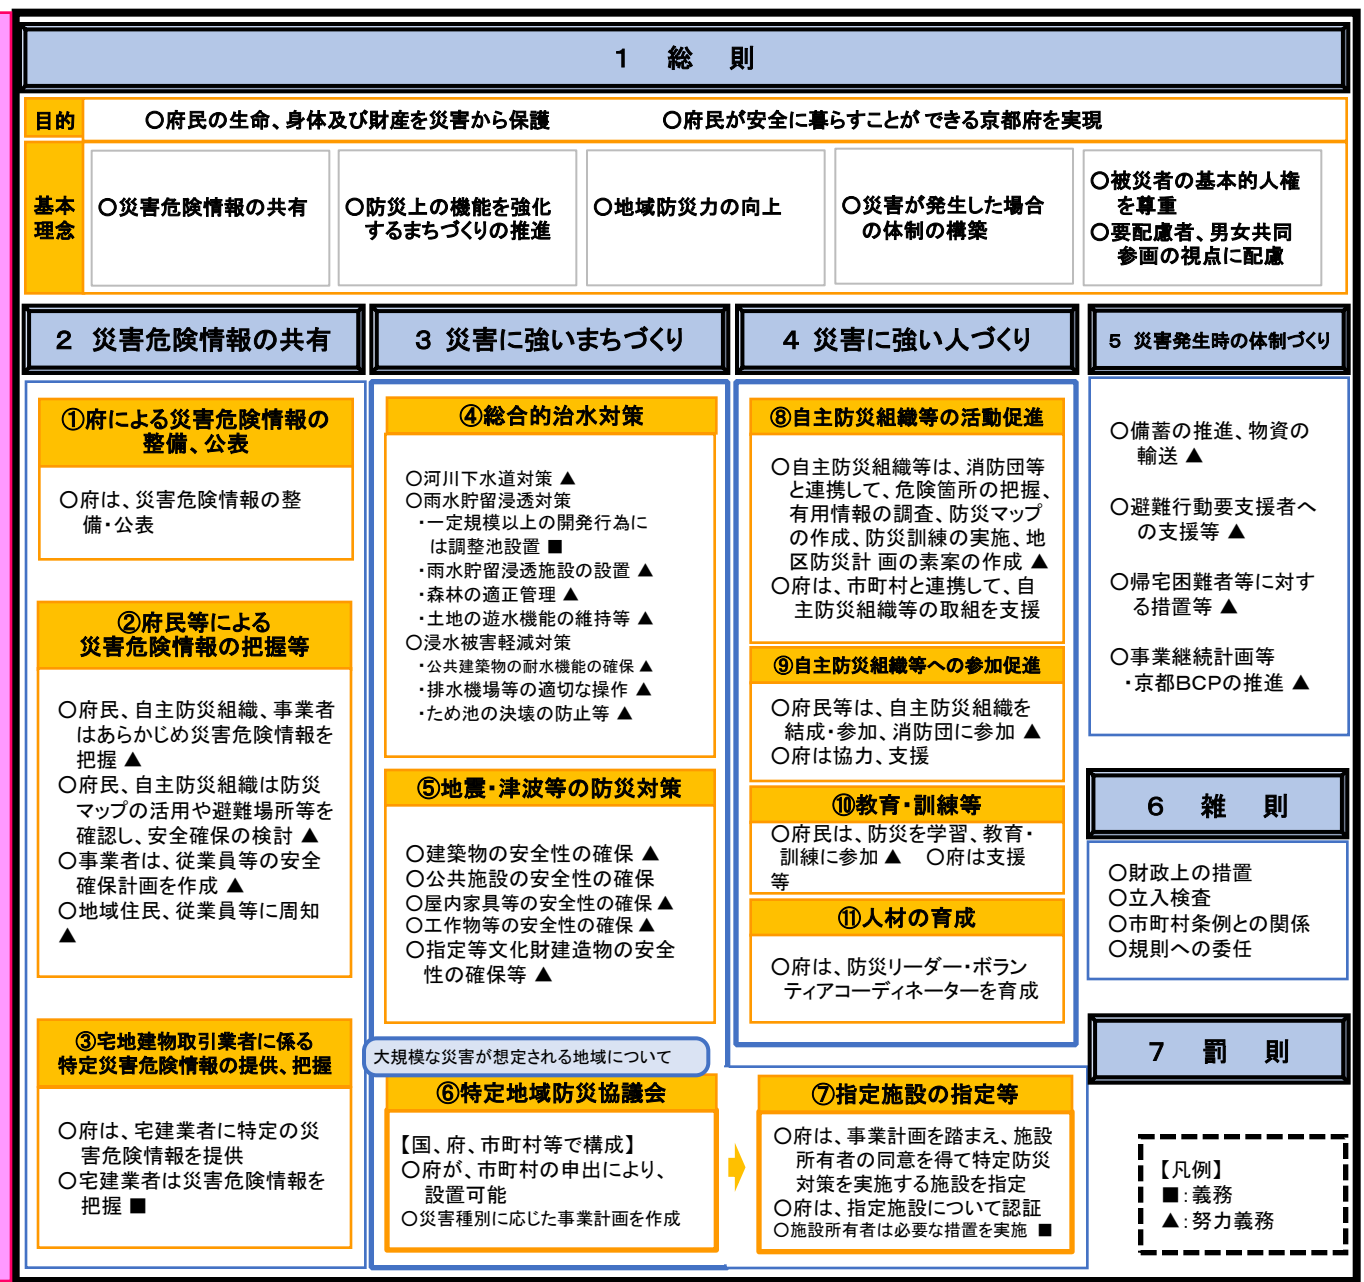 １　総　則
目的
○府民の生命、身体及び財産を災害から保護
○府民が安全に暮らすことが できる京都府を実現
基本
理念
○災害危険情報の共有
○防災上の機能を強化
するまちづくりの推進
○地域防災力の向上
○災害が発生した場合
の体制の構築
○被災者の基本的人権
を尊重
○要配慮者、男女共同
参画の視点に配慮
２ 災害危険情報の共有
①府による災害危険情報の
整備、公表
○府は、災害危険情報の整
備・公表
②府民等による
災害危険情報の把握等
○府民、自主防災組織、事業者
はあらかじめ災害危険情報を
把握 ▲
○府民、自主防災組織は防災
マップの活用や避難場所等を
確認し、安全確保の検討 ▲
○事業者は、従業員等の安全
確保計画を作成 ▲
○地域住民、従業員等に周知
▲
③宅地建物取引業者に係る
特定災害危険情報の提供、把握
○府は、宅建業者に特定の災
害危険情報を提供
○宅建業者は災害危険情報を
把握 ■
３ 災害に強いまちづくり
④総合的治水対策
○河川下水道対策 ▲
○雨水貯留浸透対策
・一定規模以上の開発行為に
は調整池設置 ■
・雨水貯留浸透施設の設置 ▲
・森林の適正管理 ▲
・土地の遊水機能の維持等 ▲
○浸水被害軽減対策
・公共建築物の耐水機能の確保 ▲
・排水機場等の適切な操作 ▲
・ため池の決壊の防止等 ▲
⑤地震・津波等の防災対策
○建築物の安全性の確保 ▲
○公共施設の安全性の確保
○屋内家具等の安全性の確保 ▲
○工作物等の安全性の確保 ▲
○指定等文化財建造物の安全
性の確保等 ▲
大規模な災害が想定される地域について
⑥特定地域防災協議会
【国、府、市町村等で構成】
○府が、市町村の申出により、
設置可能
○災害種別に応じた事業計画を作成
⑦指定施設の指定等
○府は、事業計画を踏まえ、施設
所有者の同意を得て特定防災
対策を実施する施設を指定
○府は、指定施設について認証
○施設所有者は必要な措置を実施 ■
４ 災害に強い人づくり
⑧自主防災組織等の活動促進
○自主防災組織等は、消防団等
と連携して、危険箇所の把握、
有用情報の調査、防災マップ
の作成、防災訓練の実施、地
区防災計 画の素案の作成 ▲
○府は、市町村と連携して、自
主防災組織等の取組を支援
⑨自主防災組織等への参加促進
○府民等は、自主防災組織を
結成・参加、消防団に参加 ▲
○府は協力、支援
⑩教育・訓練等
○府民は、防災を学習、教育・
訓練に参加 ▲　○府は支援
等
⑪人材の育成
○府は、防災リーダー・ボラン
ティアコーディネーターを育成
５ 災害発生時の体制づくり
○備蓄の推進、物資の
輸送 ▲
○避難行動要支援者へ
の支援等 ▲
○帰宅困難者等に対す
る措置等 ▲
○事業継続計画等
・京都ＢＣＰの推進 ▲
６　雑　則
○財政上の措置
○立入検査
○市町村条例との関係
○規則への委任
７　罰　則
【凡例】
■：義務
▲：努力義務